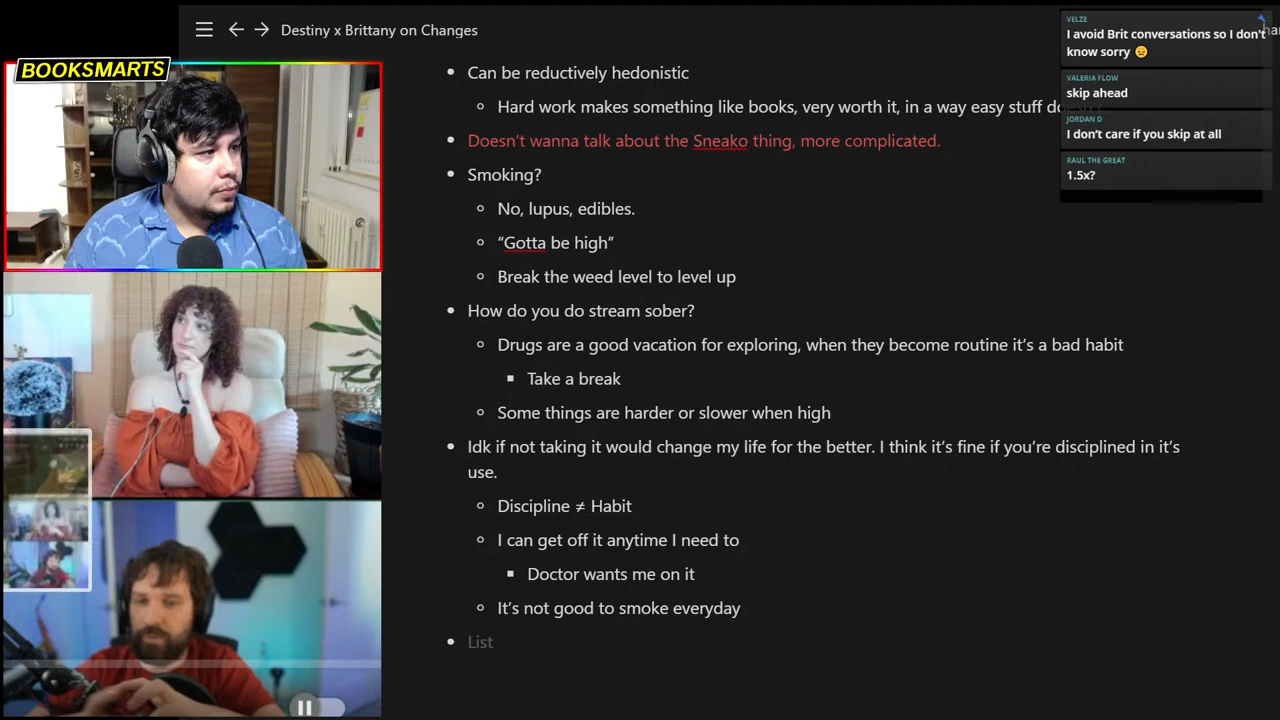 Destiny x Brittany on Changes
BOOKSMARTS
Can be reductively hedonistic
Hard work makes something like books, very worth it, in a way easy stuff
Doesn't wanna talk about the Sneako thing, more complicated.
Smoking?
No, lupus, edibles.
“Gotta be high”
Break the weed level to level up
How do you do stream sober?
Drugs are a good vacation for exploring, when they become routine it's a bad habit
Take a break
Some things are harder or slower when high
Idk if not taking it would change my life for the better. I think it's fine if you're disciplined in it's
use.
Discipline ≠ Habit
I can get off it anytime I need to
Doctor wants me on it
It's not good to smoke everyday
List
VELZE
I avoid Brit conversations so I don't
know sorry 😞
VALERIA FLOW
skip ahead
JORDAN D
I don't care if you skip at all
RAUL THE GREAT
1.5x?